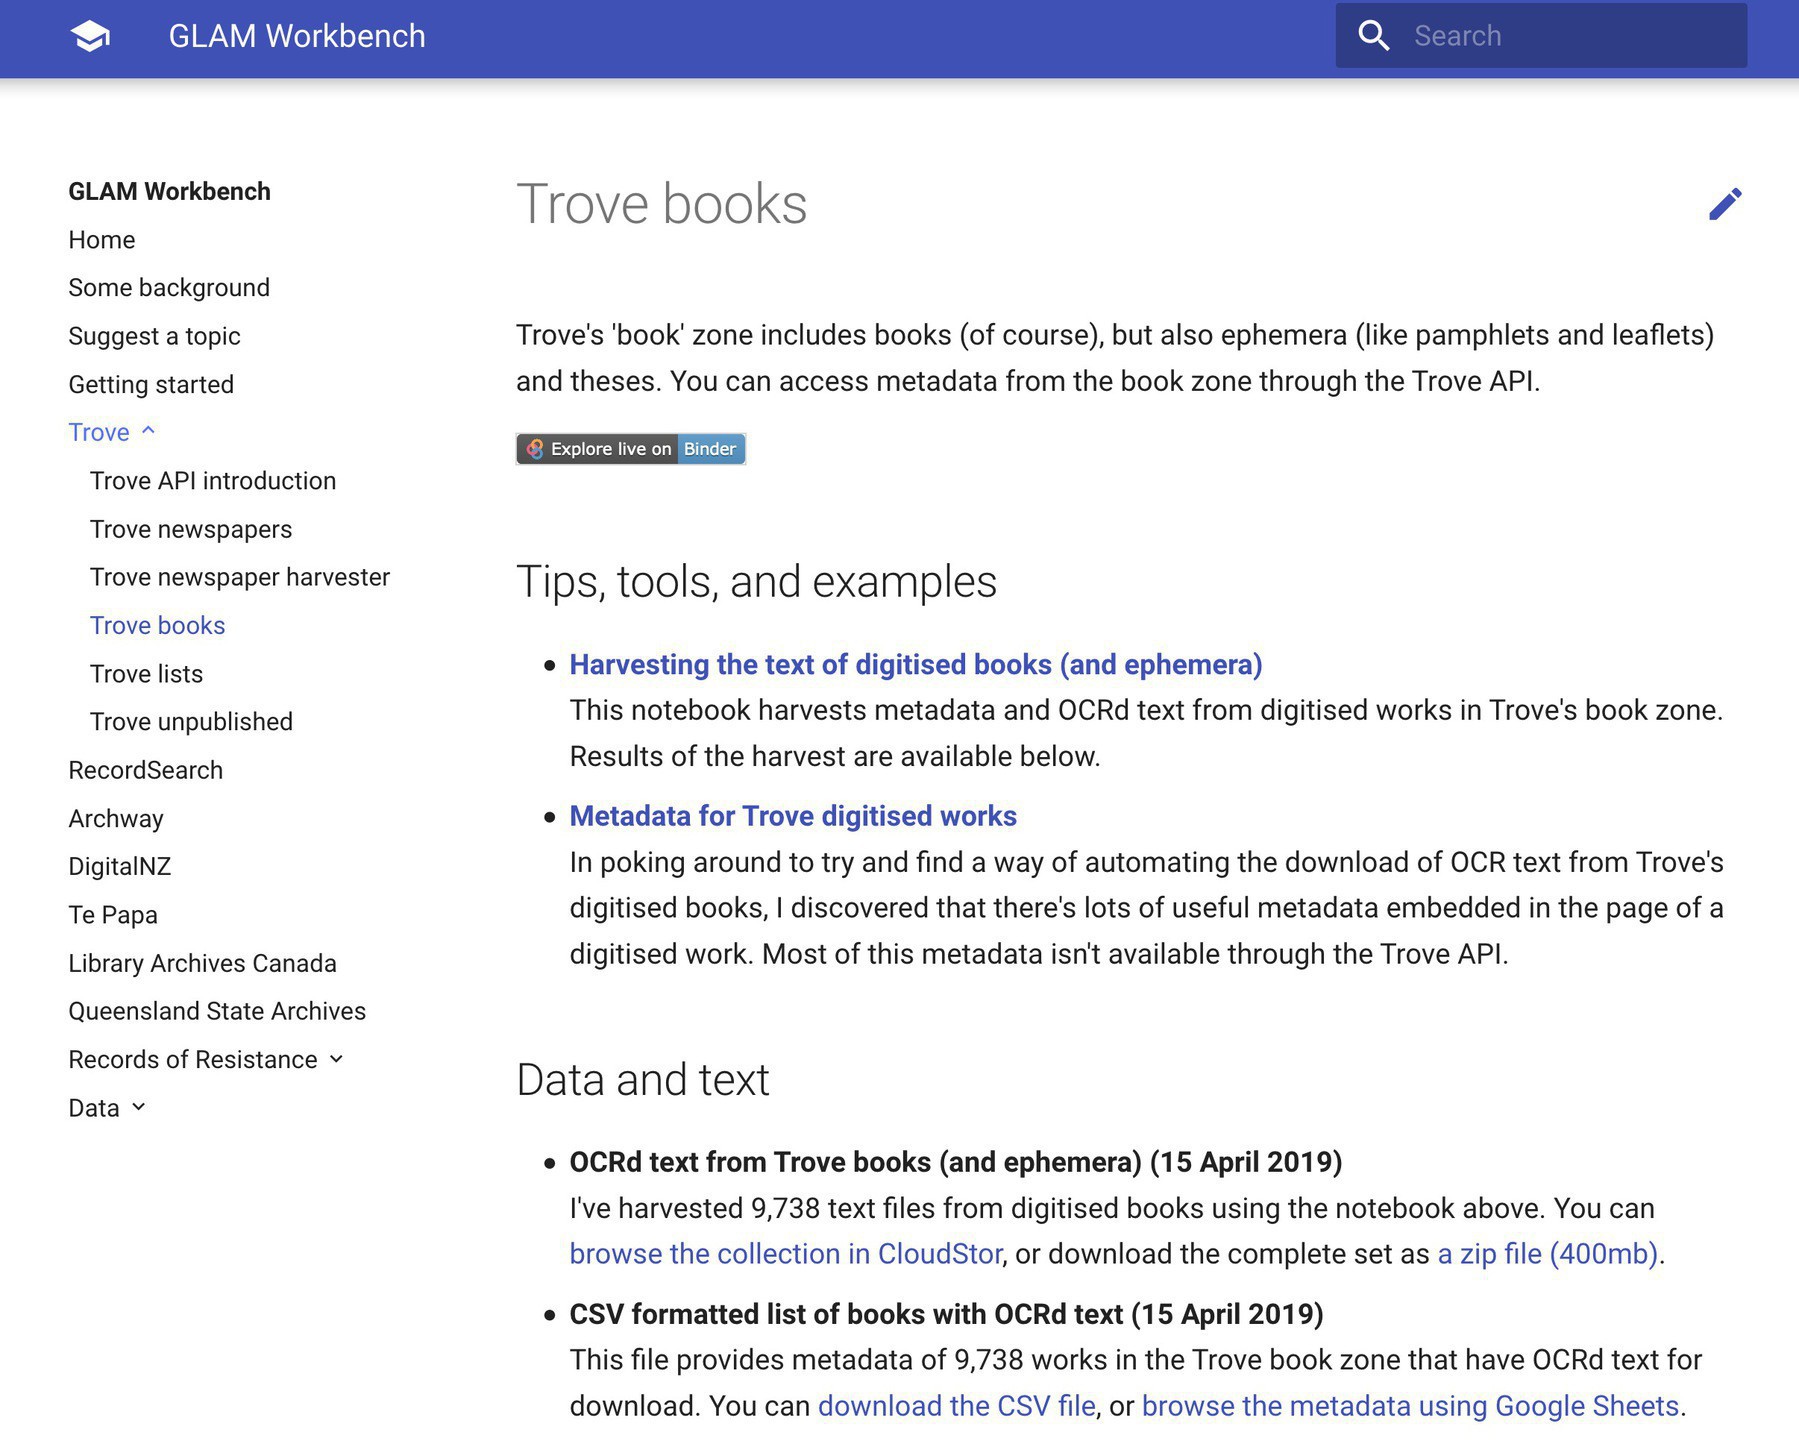 GLAM Workbench
Search
GLAM Workbench
Home
Some background
Suggest a topic
Getting started
Trove
Trove API introduction
Trove newspapers
Trove newspaper harvester
Trove books
Trove lists
Trove unpublished
RecordSearch
Archway
DigitalNZ
Te Papa
Library Archives Canada
Queensland State Archives
Records of Resistance
Data
Trove books
Trove's 'book' zone includes books (of course), but also ephemera (like pamphlets and leaflets)
and theses. You can access metadata from the book zone through the Trove API.
Explore live on Binder
Tips, tools, and examples
• Harvesting the text of digitised books (and ephemera)
This notebook harvests metadata and OCRd text from digitised works in Trove's book zone.
Results of the harvest are available below.
• Metadata for Trove digitised works
In poking around to try and find a way of automating the download of OCR text from Trove's
digitised books, I discovered that there's lots of useful metadata embedded in the page of a
digitised work. Most of this metadata isn't available through the Trove API.
Data and text
• OCRd text from Trove books (and ephemera) (15 April 2019)
I've harvested 9,738 text files from digitised books using the notebook above. You can
browse the collection in CloudStor, or download the complete set as a zip file (400mb).
• CSV formatted list of books with OCRd text (15 April 2019)
This file provides metadata of 9,738 works in the Trove book zone that have OCRd text for
download. You can download the CSV file, or browse the metadata using Google Sheets.